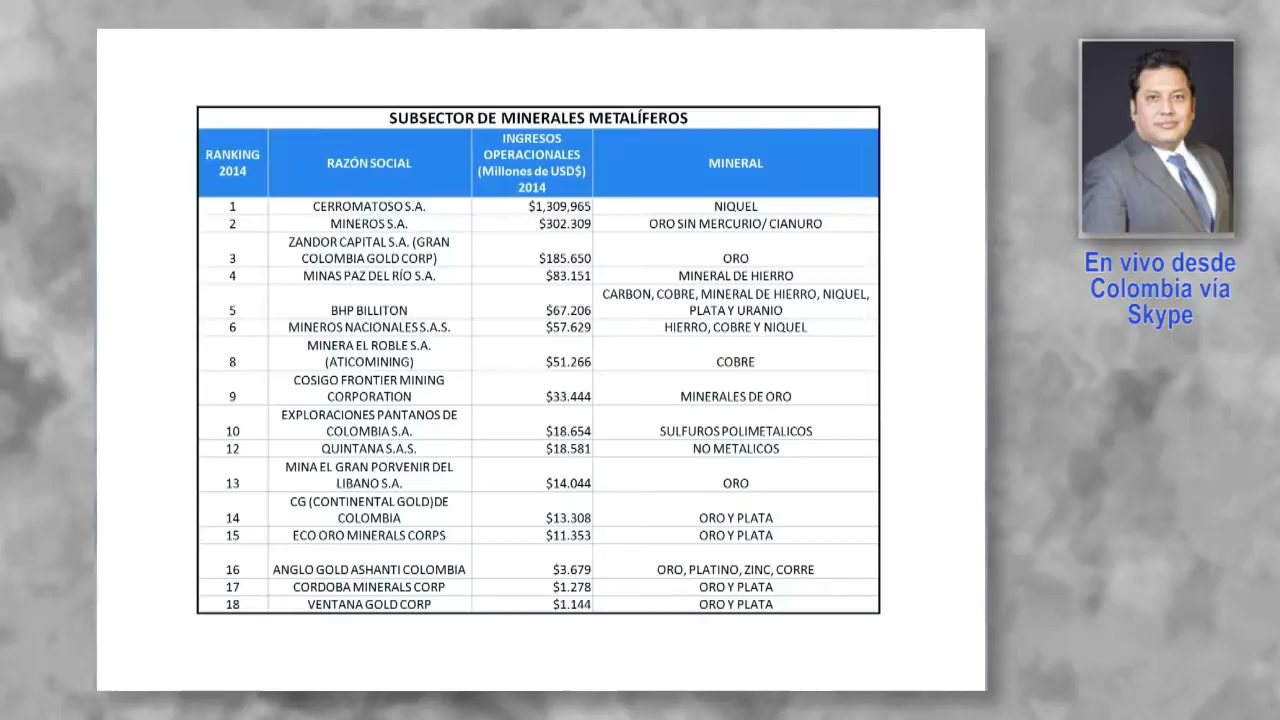 SUBSECTOR DE MINERALES METALÍFEROS
RANKING 2014 RAZÓN SOCIAL INGRESOS OPERACIONALES (Millones de USD$) 2014 MINERAL
1 CERROMATOSO S.A. $1,309,965 NIQUEL
2 MINEROS S.A. $302.309 ORO SIN MERCURIO/ CIANURO
3 ZANDOR CAPITAL S.A. (GRAN COLOMBIA GOLD CORP) $185.650 ORO
4 MINAS PAZ DEL RÍO S.A. $83.151 MINERAL DE HIERRO
5 BHP BILLITON $67.206 CARBON, COBRE, MINERAL DE HIERRO, NIQUEL, PLATA Y URANIO
6 MINEROS NACIONALES S.A.S. $57.629 HIERRO, COBRE Y NIQUEL
8 MINERA EL ROBLE S.A. (ATICOMINING) $51.266 COBRE
9 COSIGO FRONTIER MINING CORPORATION $33.444 MINERALES DE ORO
10 EXPLORACIONES PANTANOS DE COLOMBIA S.A. $18.654 SULFUROS POLIMETALICOS
12 QUINTANA S.A.S. $18.581 NO METALICOS
13 MINA EL GRAN PORVENIR DEL LIBANO S.A. $14.044 ORO
14 CG (CONTINENTAL GOLD)DE COLOMBIA $13.308 ORO Y PLATA
15 ECO ORO MINERALS CORPS $11.353 ORO Y PLATA
16 ANGLO GOLD ASHANTI COLOMBIA $3.679 ORO, PLATINO, ZINC, CORRE
17 CORDOBA MINERALS CORP $1.278 ORO Y PLATA
18 VENTANA GOLD CORP $1.144 ORO Y PLATA
En vivo desde
Colombia vía
Skype